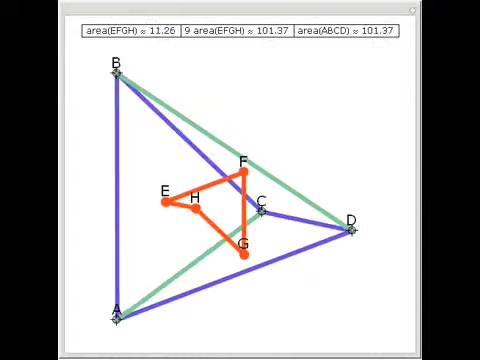 area(EFGH) ≈ 11.26 9 area(EFGH) ≈ 101.37 area(ABCD) ≈ 101.37
B
F
E H
C
D
G
A